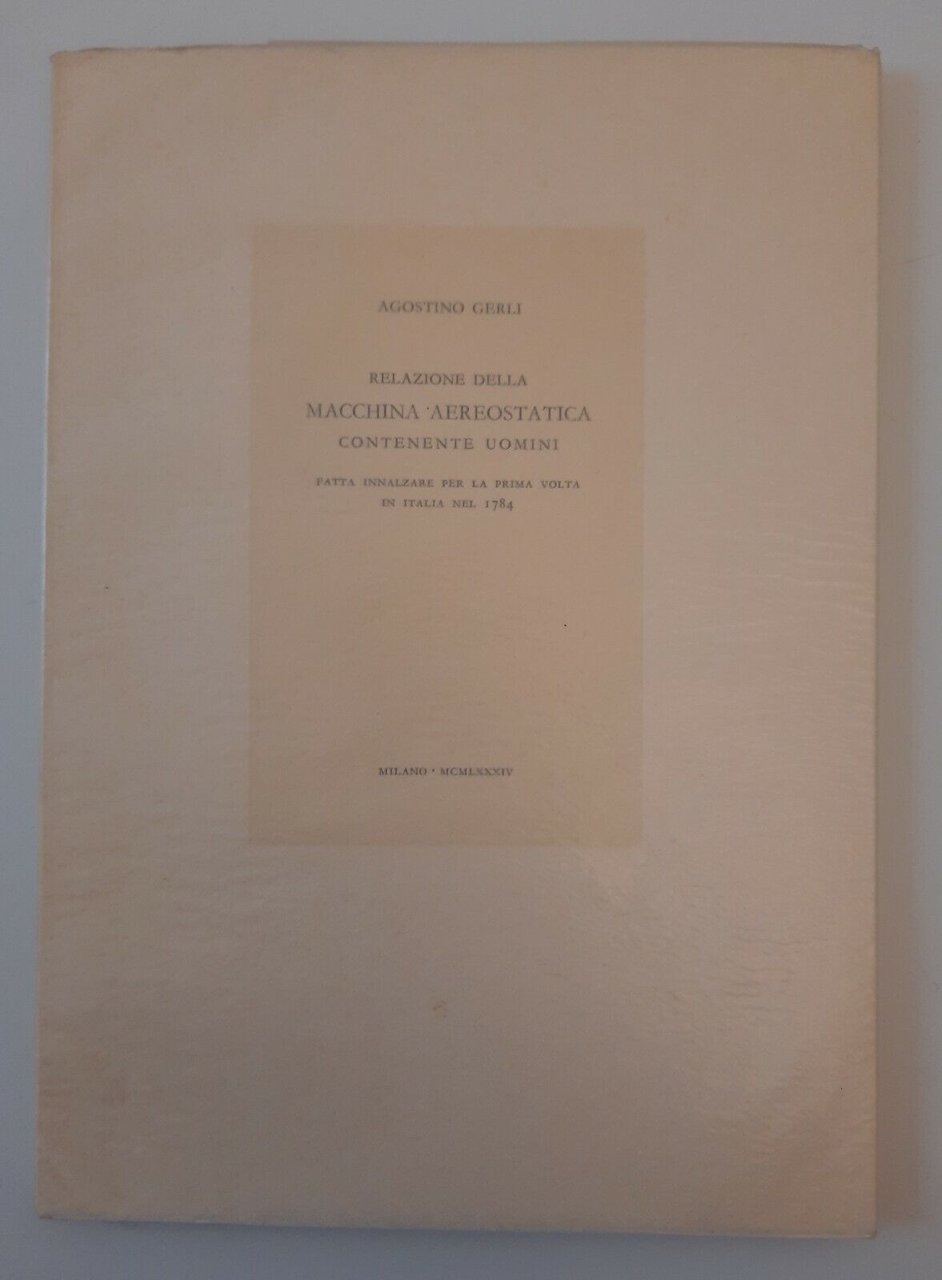 AGOSTINO GERLI
RELAZIONE DELLA
MACCHINA AEREOSTATICA
CONTENENTE UOMINI
FATTA INNALZARE PER LA PRIMA VOLTA
IN ITALIA NEL 1784
MILANO · MCMLXXXIV